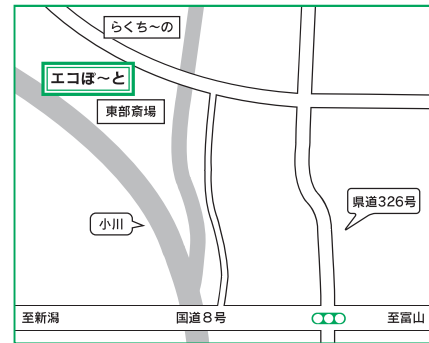 らくち～の
エコぽ～と
東部斎場
県道326号
小川
至新潟
国道8号
至富山